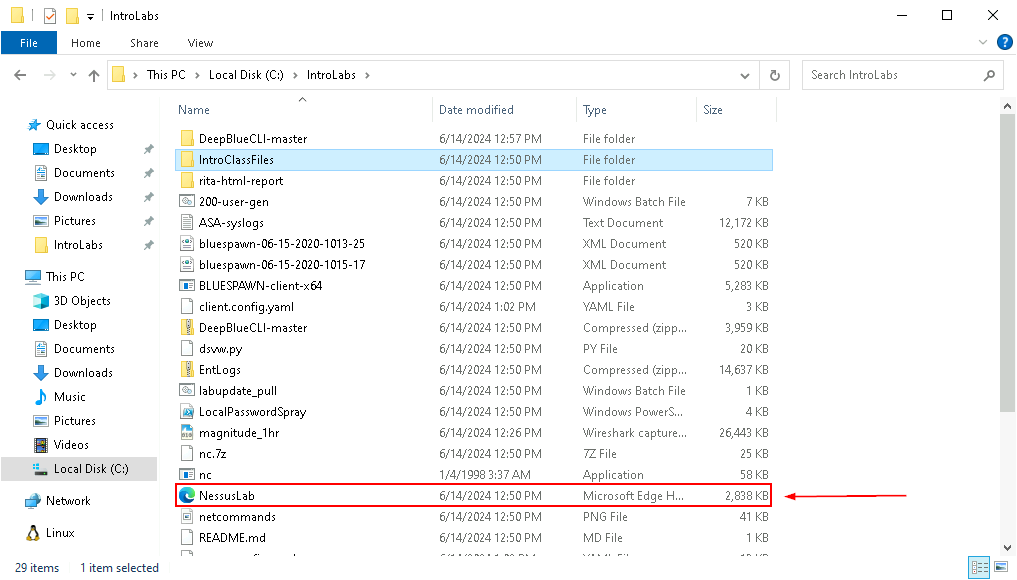 IntroLabs
File Home Share View
This PC > Local Disk (C:) > IntroLabs >
Search IntroLabs
Name Date modified Type Size
Quick access
Desktop
Documents
Downloads
Pictures
IntroLabs
This PC
3D Objects
Desktop
Documents
Downloads
Music
Pictures
Videos
Local Disk (C:)
Network
Linux
DeepBlueCLI-master 6/14/2024 12:57 PM File folder
IntroClassFiles 6/14/2024 12:50 PM File folder
rita-html-report 6/14/2024 12:50 PM File folder
200-user-gen 6/14/2024 12:50 PM Windows Batch File 7 KB
ASA-syslogs 6/14/2024 12:50 PM Text Document 12,172 KB
bluespawn-06-15-2020-1013-25 6/14/2024 12:50 PM XML Document 520 KB
bluespawn-06-15-2020-1015-17 6/14/2024 12:50 PM XML Document 520 KB
BLUESPAWN-client-x64 6/14/2024 12:50 PM Application 5,283 KB
client.config.yaml 6/14/2024 1:02 PM YAML File 3 KB
DeepBlueCLI-master 6/14/2024 12:50 PM Compressed (zipp... 3,959 KB
dsvw.py 6/14/2024 12:50 PM PY File 20 KB
EntLogs 6/14/2024 12:50 PM Compressed (zipp... 14,637 KB
labupdate_pull 6/14/2024 12:50 PM Windows Batch File 1 KB
LocalPasswordSpray 6/14/2024 12:50 PM Windows PowerS... 4 KB
magnitude_1hr 6/14/2024 12:26 PM Wireshark capture... 26,443 KB
nc.7z 6/14/2024 12:50 PM 7Z File 25 KB
nc 1/4/1998 3:37 AM Application 58 KB
NessusLab 6/14/2024 12:50 PM Microsoft Edge H... 2,838 KB
netcommands 6/14/2024 12:50 PM PNG File 41 KB
README.md 6/14/2024 12:50 PM MD File 1 KB
29 items 1 item selected